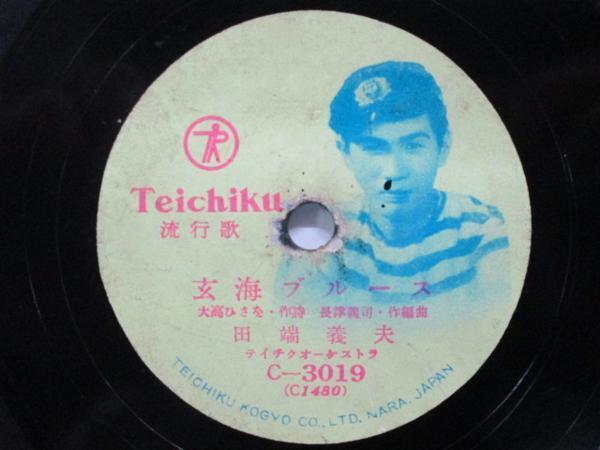 Teichiku
流行歌
玄海ブルース
大高ひさを・作詩 長津義司・作編曲
田端義夫
テイチクオーケストラ
C-3019
(C1480)
TEICHIKU KOGYO CO., LTD. NARA. JAPAN